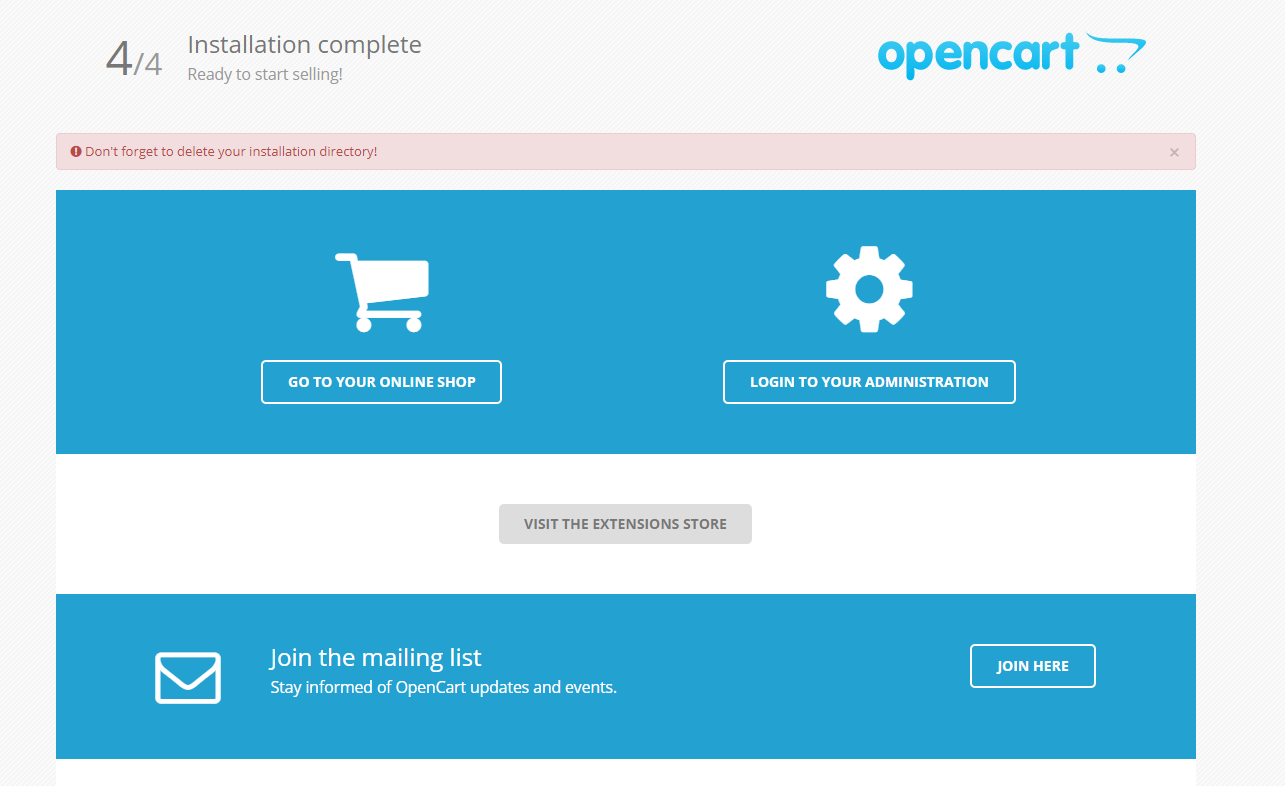 4/4
Installation complete
Ready to start selling!
opencart
Don't forget to delete your installation directory!
×
GO TO YOUR ONLINE SHOP
LOGIN TO YOUR ADMINISTRATION
VISIT THE EXTENSIONS STORE
Join the mailing list
Stay informed of OpenCart updates and events.
JOIN HERE